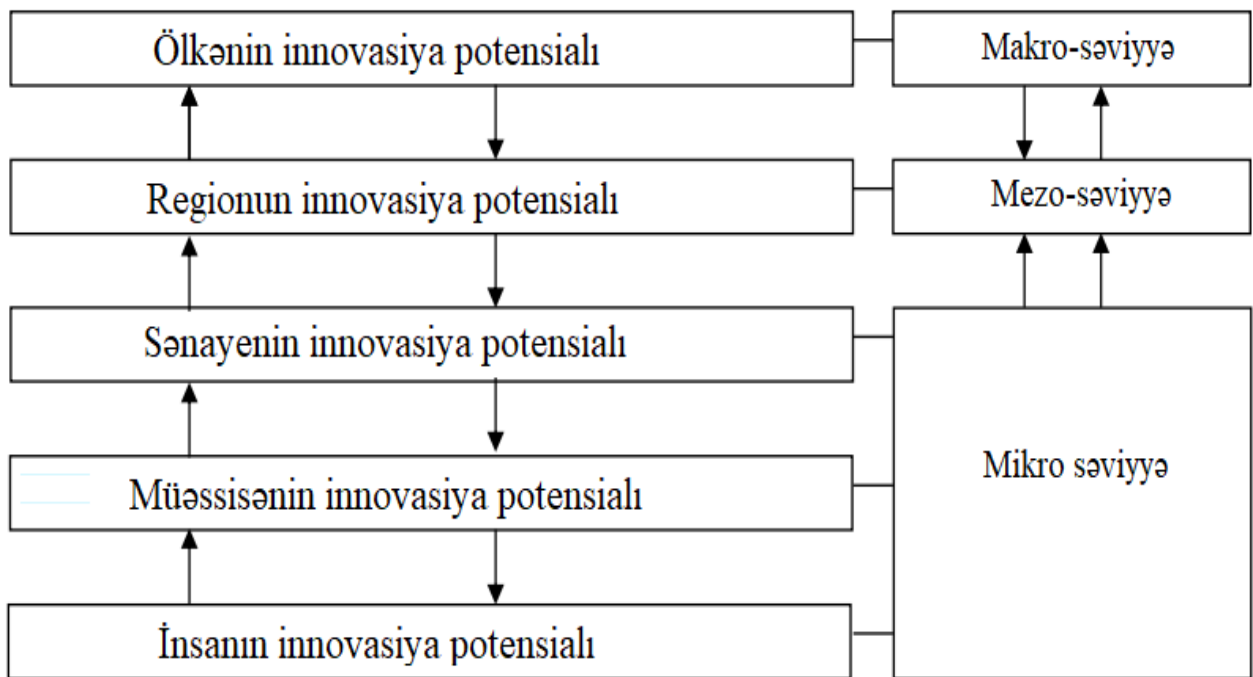 Ölkənin innovasiya potensialı
Makro-səviyyə
Regionun innovasiya potensialı
Mezo-səviyyə
Sənayenin innovasiya potensialı
Mikro səviyyə
Müəssisənin innovasiya potensialı
İnsanın innovasiya potensialı